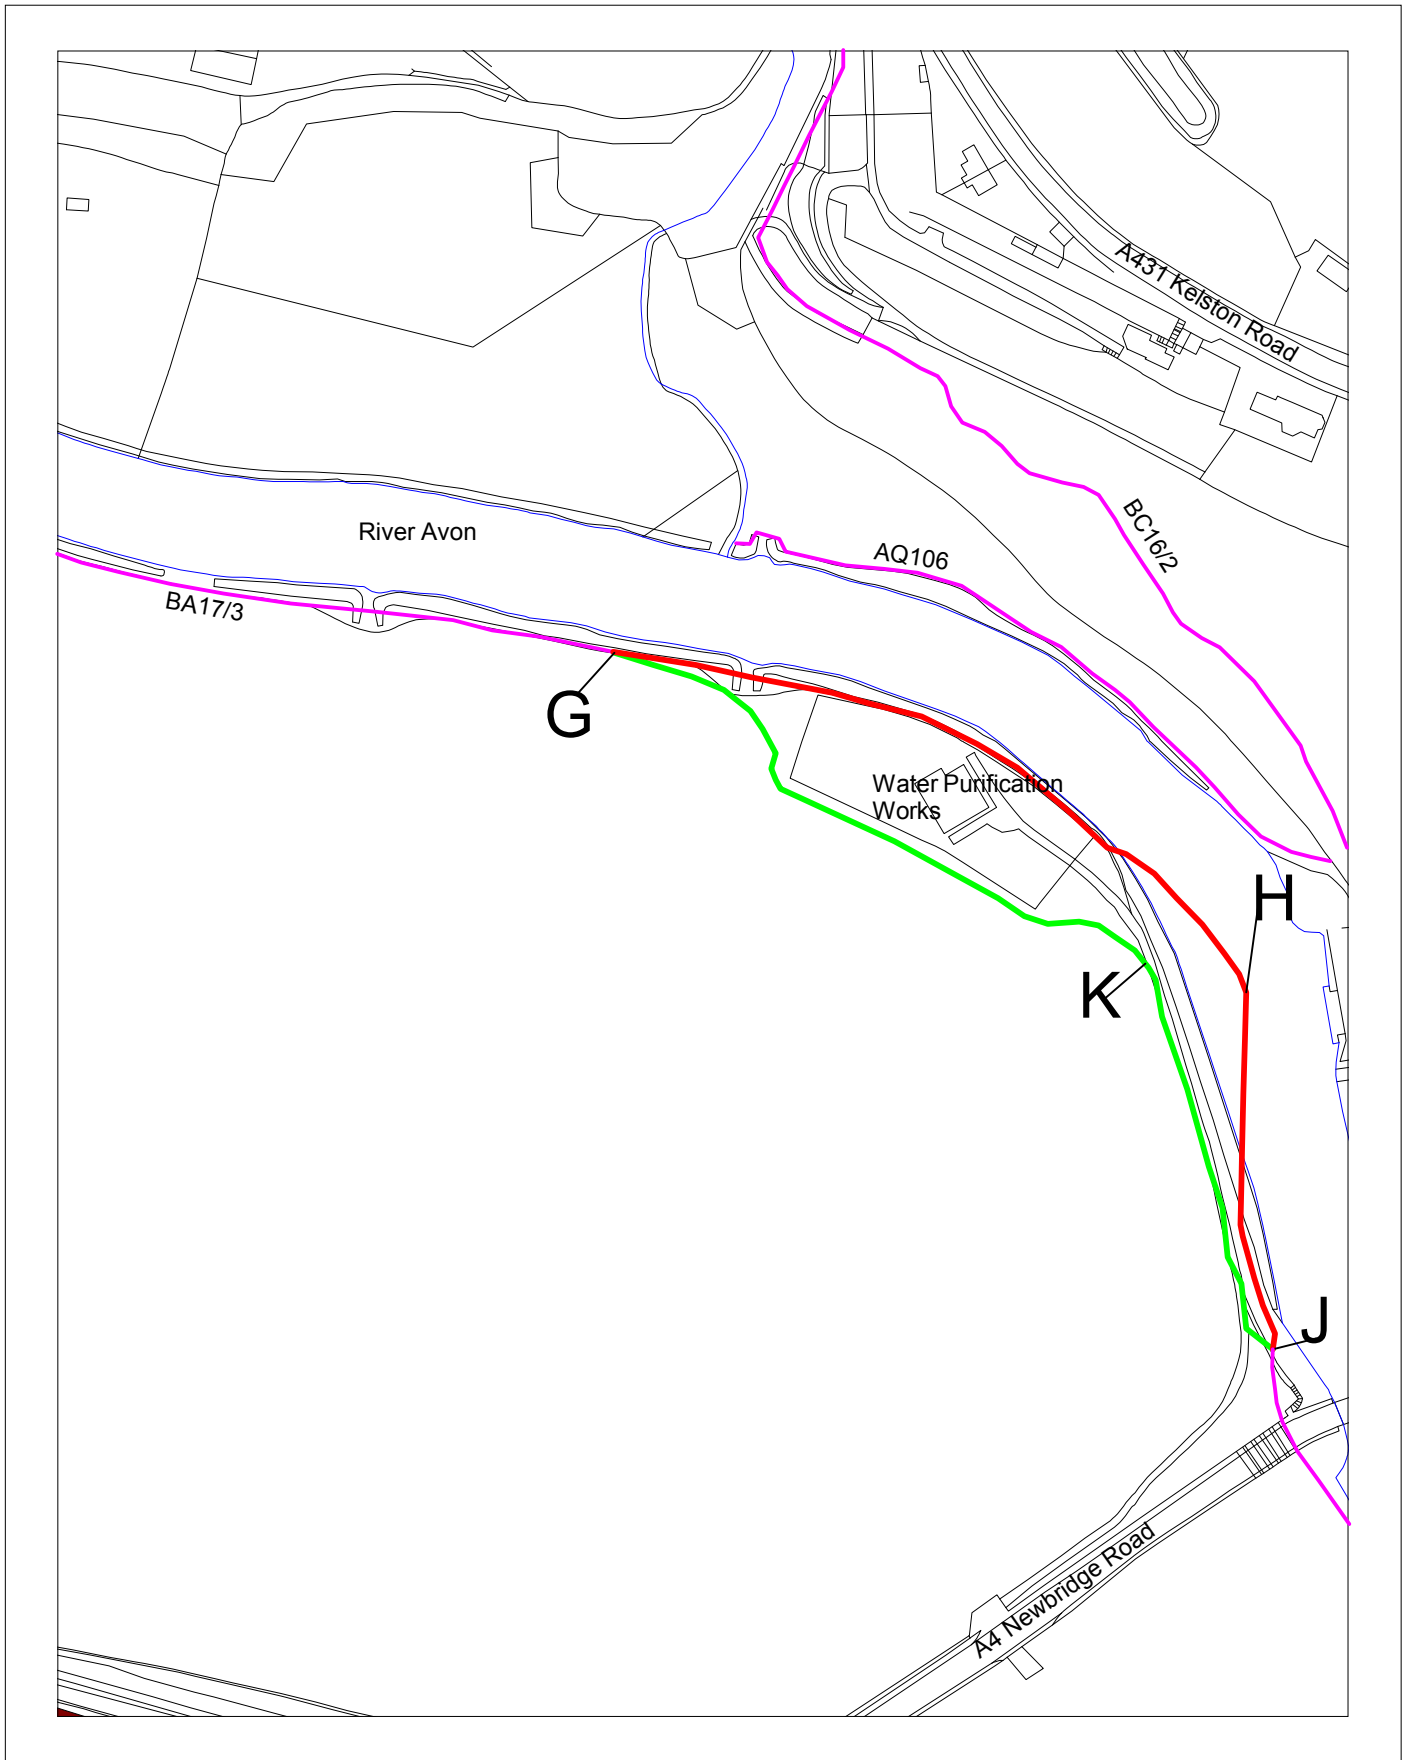 A431 Kelston Road
River Avon
AQ106
BC16/2
BA17/3
G
Water Purification
Works
H
K
J
A4 Newbridge Road